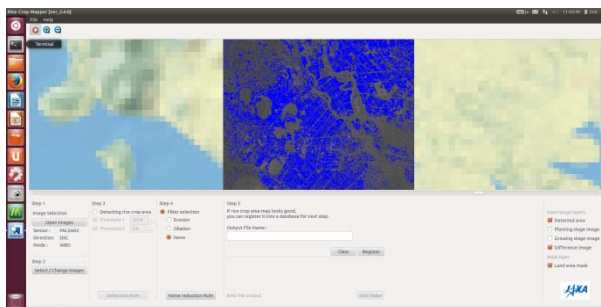 Rice Crop Mapper [ver_2.0.0]
File Help
Terminal
Step 1
Image Selection
Open images
Sensor : PALSAR2
Direction : DSC
Mode : WBD
Step 2
Select/Change images
Step 3
Detecting rice crop area
Threshold 1
Threshold 2
Detection RUN
Step 4
Filter selection
Erosion
Dilation
None
Noise reduction RUN
Step 5
If rice crop area map looks good,
you can register it into a database for next step.
Output File Name :
Clear Register
KMZ File output
KMZ Make
View image layers
Detected area
Planting stage image
Growing stage image
Difference image
Mask layer
Land area mask
JAXA